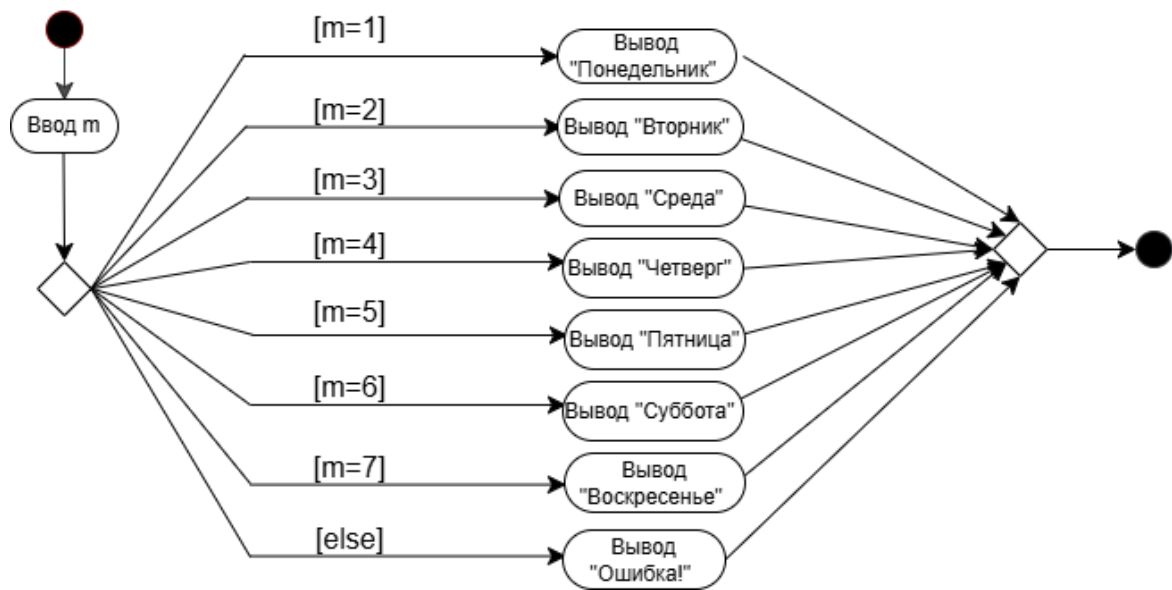 [m=1]
Вывод
"Понедельник"
Ввод m
[m=2]
Вывод "Вторник"
[m=3]
Вывод "Среда"
[m=4]
Вывод "Четверг"
[m=5]
Вывод "Пятница"
[m=6]
Вывод "Суббота"
[m=7]
Вывод
"Воскресенье"
[else]
Вывод
"Ошибка!"